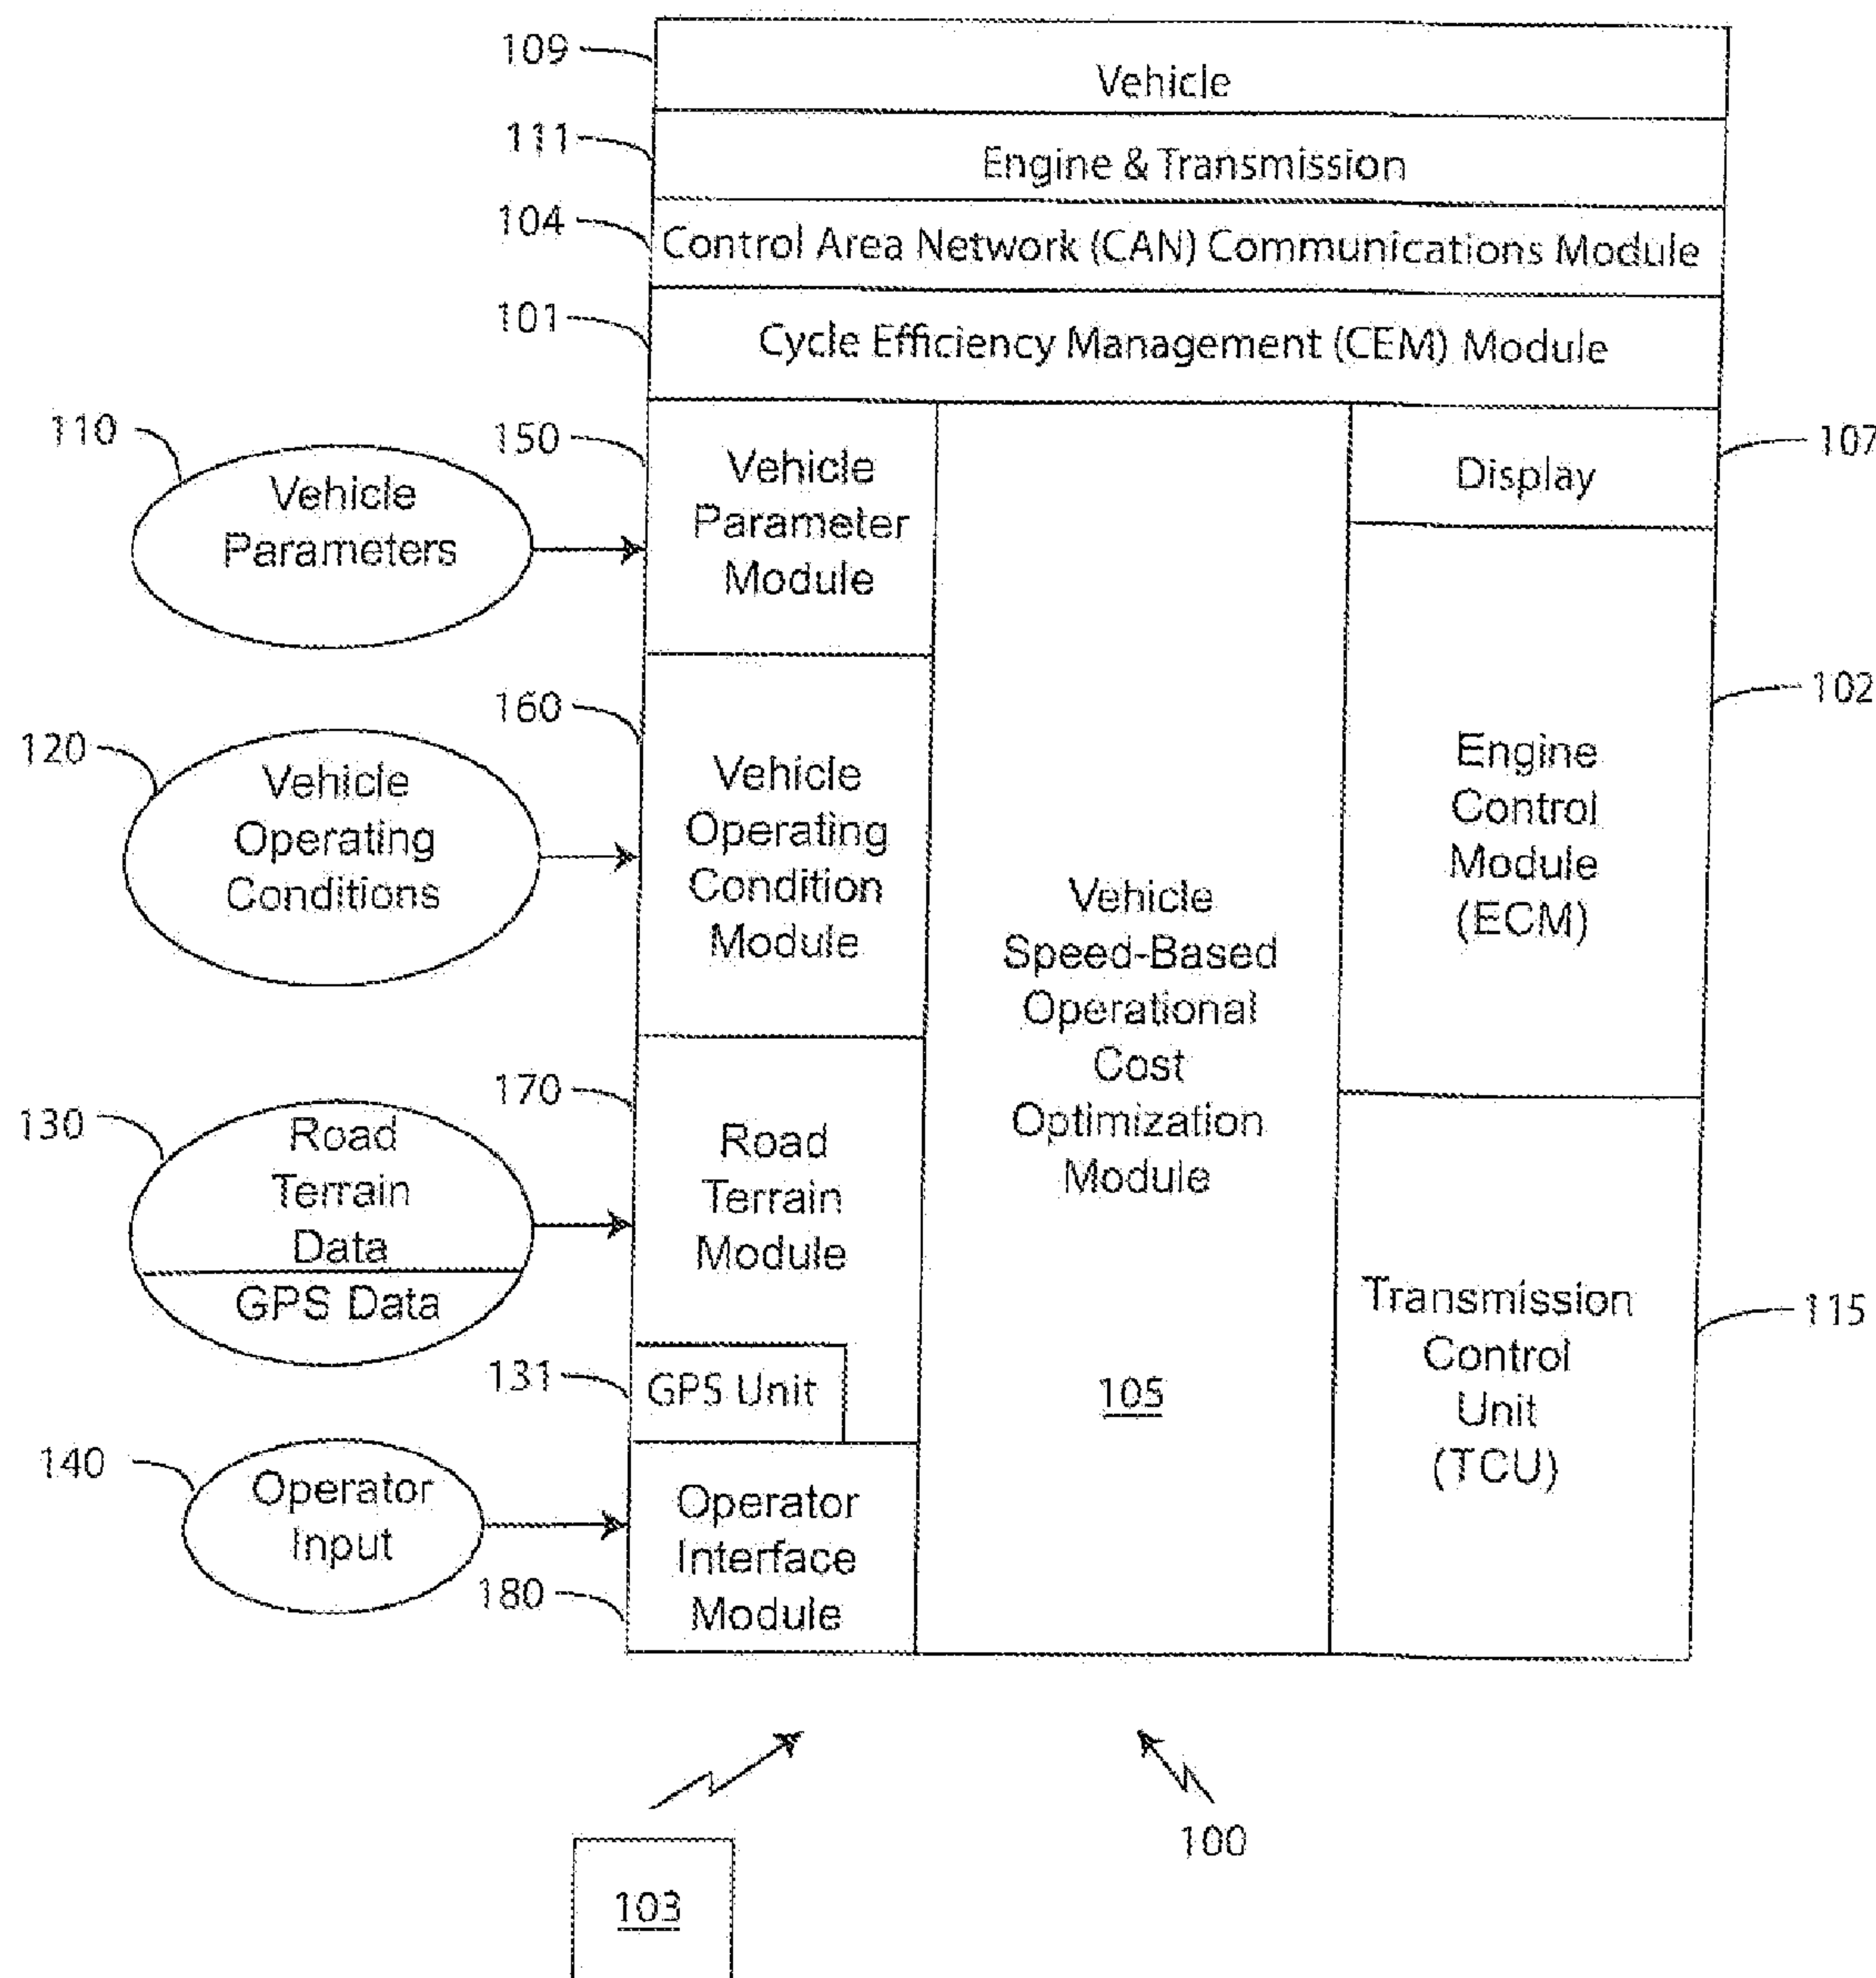 109
Vehicle
111
Engine & Transmission
104
Control Area Network (CAN) Communications Module
101
Cycle Efficiency Management (CEM) Module
110
Vehicle
Parameters
150
Vehicle
Parameter
Module
Display
107
120
Vehicle
Operating
Conditions
160
Vehicle
Operating
Condition
Module
Vehicle
Speed-Based
Operational
Cost
Optimization
Module
105
Engine
Control
Module
(ECM)
102
130
Road
Terrain
Data
GPS Data
170
Road
Terrain
Module
131
GPS Unit
Transmission
Control
Unit
(TCU)
115
140
Operator
Input
180
Operator
Interface
Module
100
103